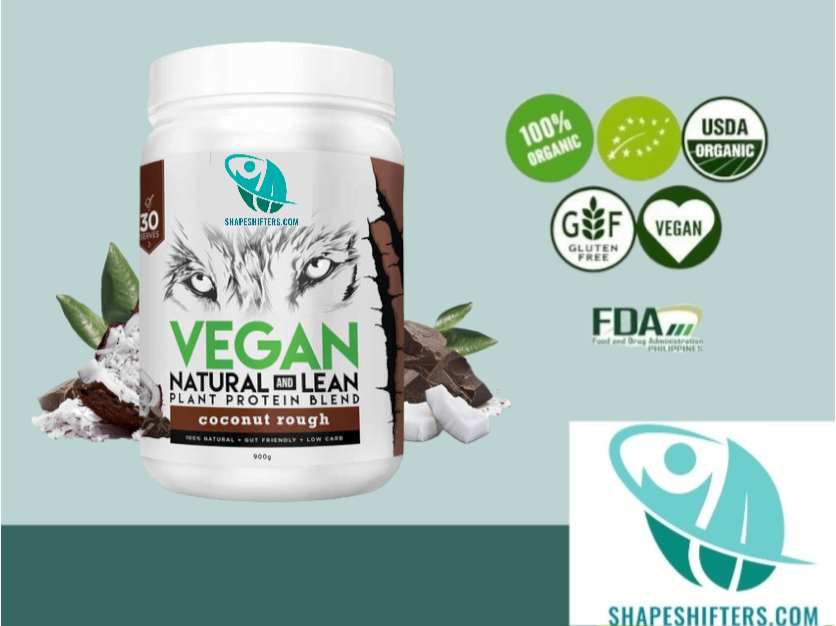 SHAPESHIFTERS.COM
30
SERVES
VEGAN
NATURAL AND LEAN
PLANT PROTEIN BLEND
coconut rough
100% NATURAL • GUT FRIENDLY • LOW CARB
900g
100%
ORGANIC
USDA
ORGANIC
GF
GLUTEN
FREE
VEGAN
FDA
Food and Drug Administration
PHILIPPINES
SHAPESHIFTERS.COM